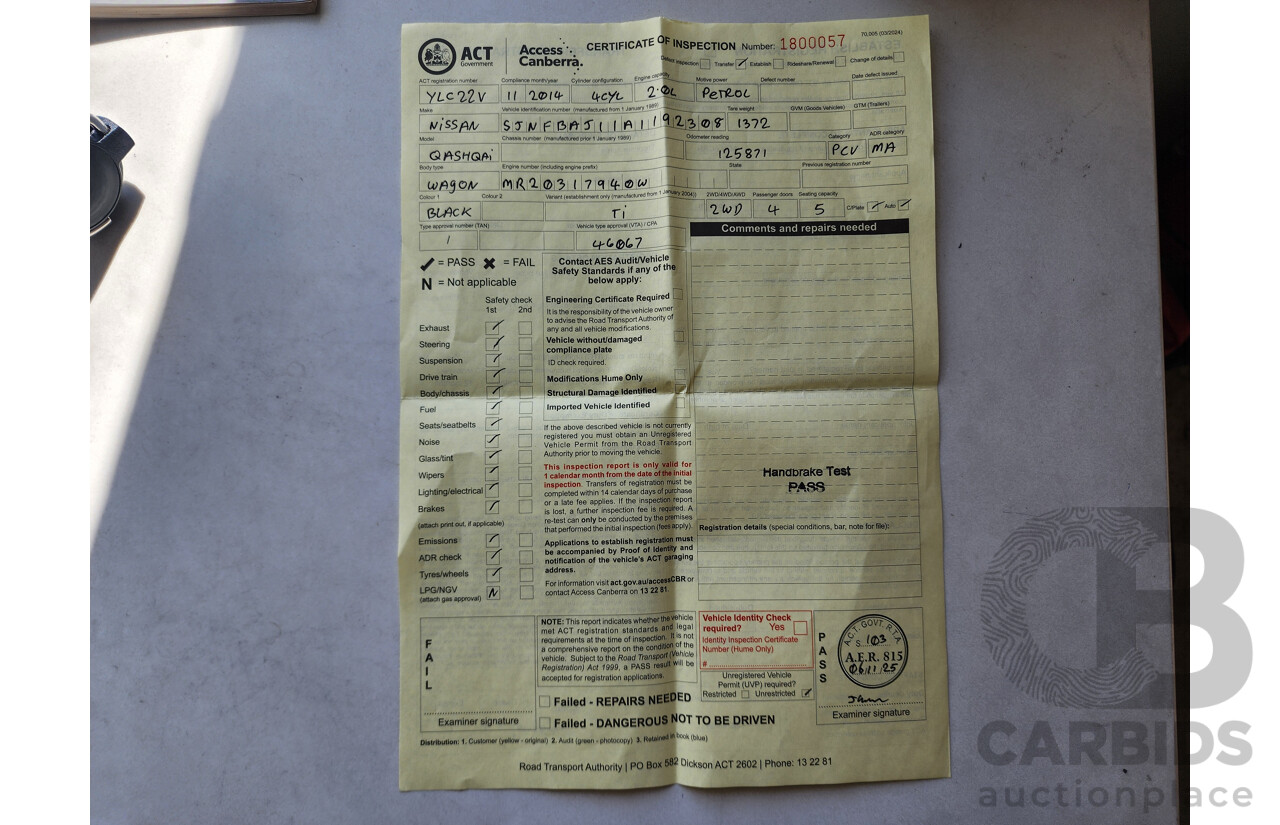 70,005 (03/2024)
ACT Government Access Canberra. CERTIFICATE OF INSPECTION Number: 1800057
Defect inspection Transfer ✓ Establish Rideshare/Renewal Change of details
ACT registration number Compliance month/year Cylinder configuration Engine capacity Motive power Defect number Date defect issued
YLC22V 11 2014 4CYL 2.0L PETROL
Make Vehicle identification number (manufactured from 1 January 1989) Tare weight GVM (Goods Vehicles) GTM (Trailers)
NISSAN SJNFBAJ11A1192308 1372
Model Chassis number (manufactured prior 1 January 1989) Odometer reading Category ADR category
QASHQAI 125871 PCV MA
Body type Engine number (including engine prefix) State Previous registration number
WAGON MR20317940W
Colour 1 Colour 2 Variant (establishment only (manufactured from 1 January 2004)) 2WD/4WD/AWD Passenger doors Seating capacity
BLACK Ti 2WD 4 5 C/Plate ✓ Auto ✓
Type approval number (TAN) Vehicle type approval (VTA) / CPA
/ 46067
Comments and repairs needed
✓ = PASS ✖ = FAIL
N = Not applicable
Safety check
1st 2nd
Exhaust ✓
Steering ✓
Suspension ✓
Drive train ✓
Body/chassis ✓
Fuel ✓
Seats/seatbelts ✓
Noise ✓
Glass/tint ✓
Wipers ✓
Lighting/electrical ✓
Brakes ✓
(attach print out, if applicable)
Emissions ✓
ADR check ✓
Tyres/wheels ✓
LPG/NGV N
(attach gas approval)
Contact AES Audit/Vehicle
Safety Standards if any of the
below apply:
Engineering Certificate Required
It is the responsibility of the vehicle owner
to advise the Road Transport Authority of
any and all vehicle modifications.
Vehicle without/damaged
compliance plate
ID check required.
Modifications Hume Only
Structural Damage Identified
Imported Vehicle Identified
If the above described vehicle is not currently
registered you must obtain an Unregistered
Vehicle Permit from the Road Transport
Authority prior to moving the vehicle.
This inspection report is only valid for
1 calendar month from the date of the initial
inspection. Transfers of registration must be
completed within 14 calendar days of purchase
or a late fee applies. If the inspection report
is lost, a further inspection fee is required. A
re-test can only be conducted by the premises
that performed the initial inspection (fees apply).
Applications to establish registration must
be accompanied by Proof of Identity and
notification of the vehicle's ACT garaging
address.
For information visit act.gov.au/accessCBR or
contact Access Canberra on 13 22 81.
Handbrake Test
PASS
Registration details (special conditions, bar, note for file):
FAIL
Examiner signature
NOTE: This report indicates whether the vehicle
met ACT registration standards and legal
requirements at the time of inspection. It is not
a comprehensive report on the condition of the
vehicle. Subject to the Road Transport (Vehicle
Registration) Act 1999, a PASS result will be
accepted for registration applications.
Failed - REPAIRS NEEDED
Failed - DANGEROUS NOT TO BE DRIVEN
Vehicle Identity Check
required? Yes
Identity Inspection Certificate
Number (Hume Only)
#
Unregistered Vehicle
Permit (UVP) required?
Restricted Unrestricted ✓
PASS
A.C.T. GOVT. R.T.A.
S 103
A.E.R. 815
06/11/25
Examiner signature
Distribution: 1. Customer (yellow - original) 2. Audit (green - photocopy) 3. Retained in book (blue)
Road Transport Authority | PO Box 582 Dickson ACT 2602 | Phone: 13 22 81
CB
CARBIDS
auctionplace